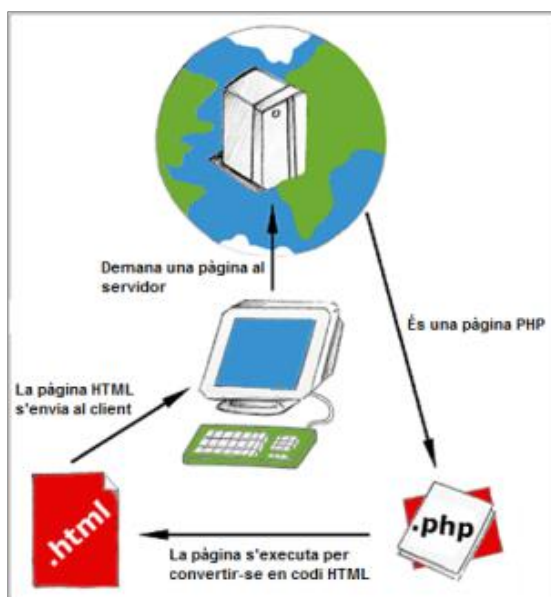 Demana una pàgina al
servidor
És una pàgina PHP
La pàgina HTML
s'envia al client
.html
.php
La pàgina s'executa per
convertir-se en codi HTML